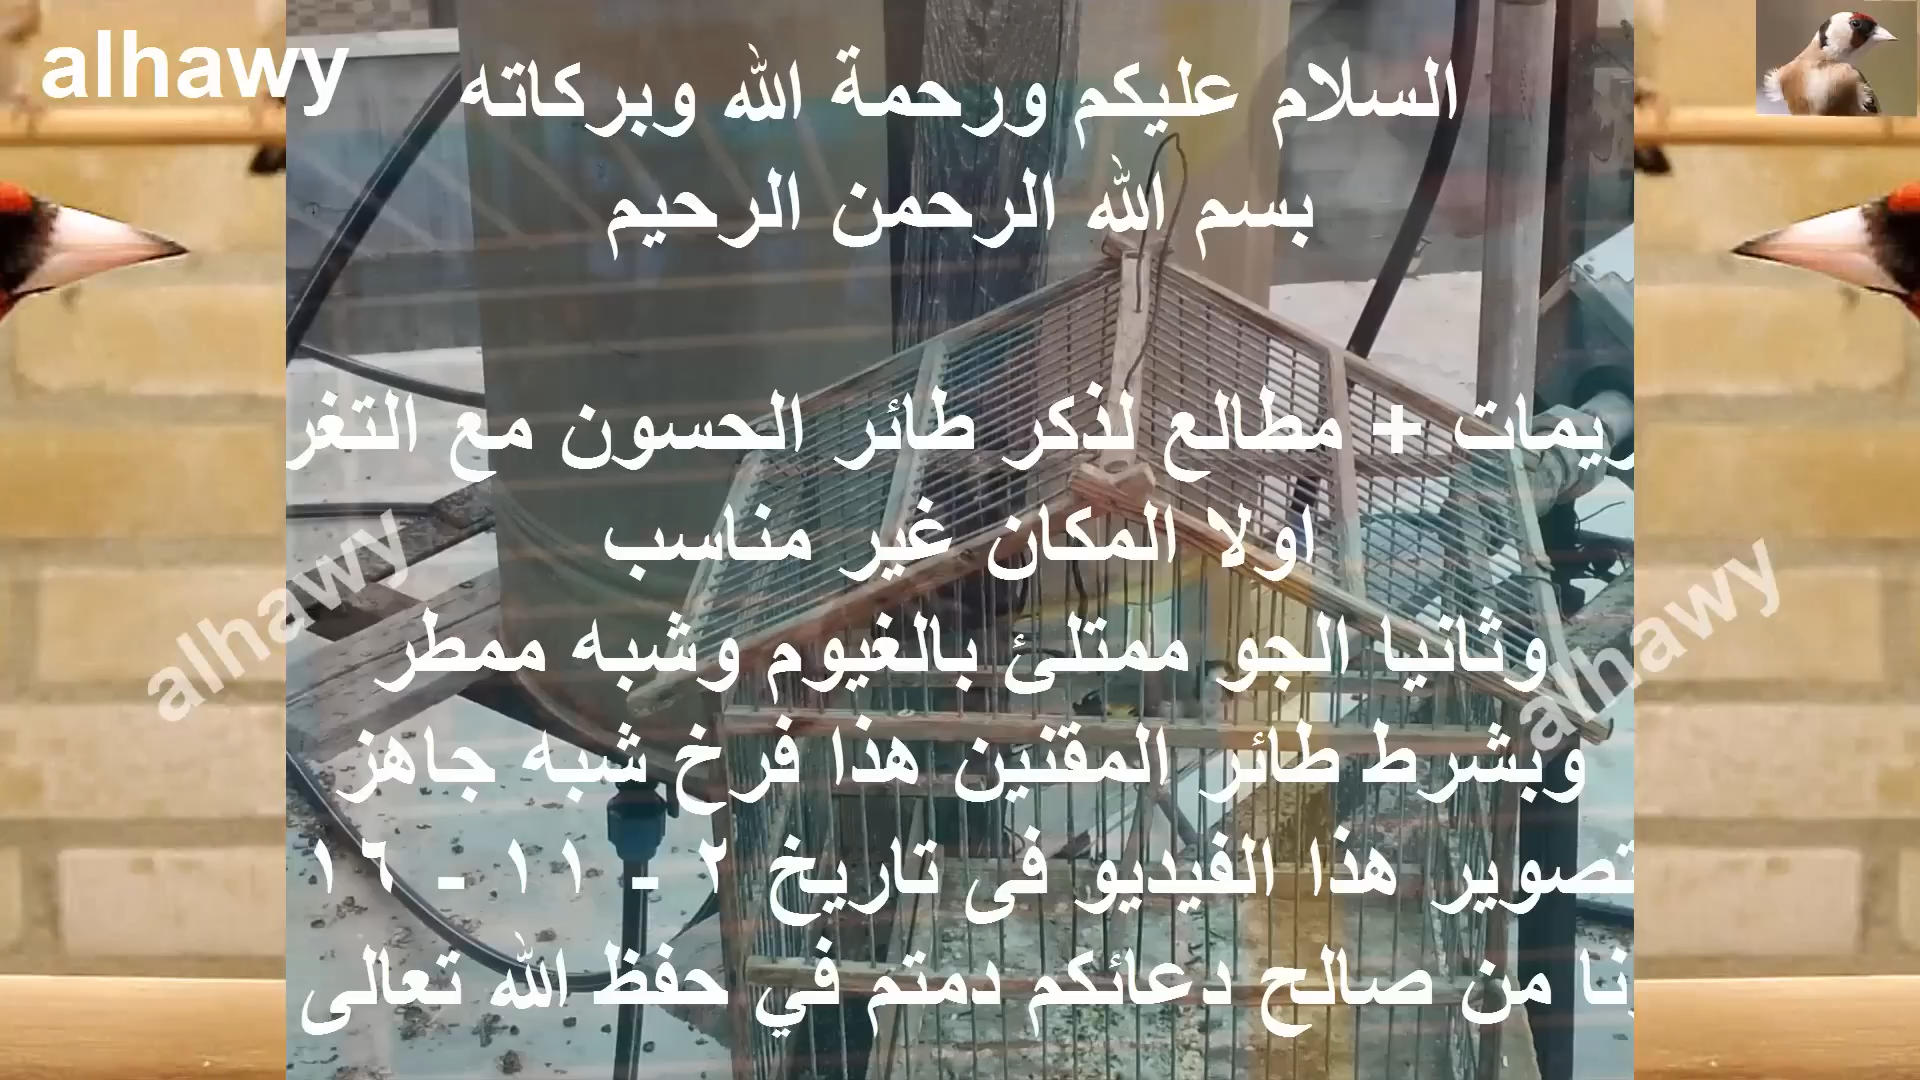 alhawy
السلام عليكم ورحمة الله وبركاته
بسم الله الرحمن الرحيم
ريمات + مطالع لذكر طائر الحسون مع التغر
اولا المكان غير مناسب
وثانيا الجو ممتلئ بالغيوم وشبه ممطر
وبشرط طائر المقنين هذا فرخ شبه جاهز
تصوير هذا الفيديو فى تاريخ ٢ - ١١ - ١٦
من صالح دعائكم دمتم في حفظ الله تعالى
alhawy
alhawy